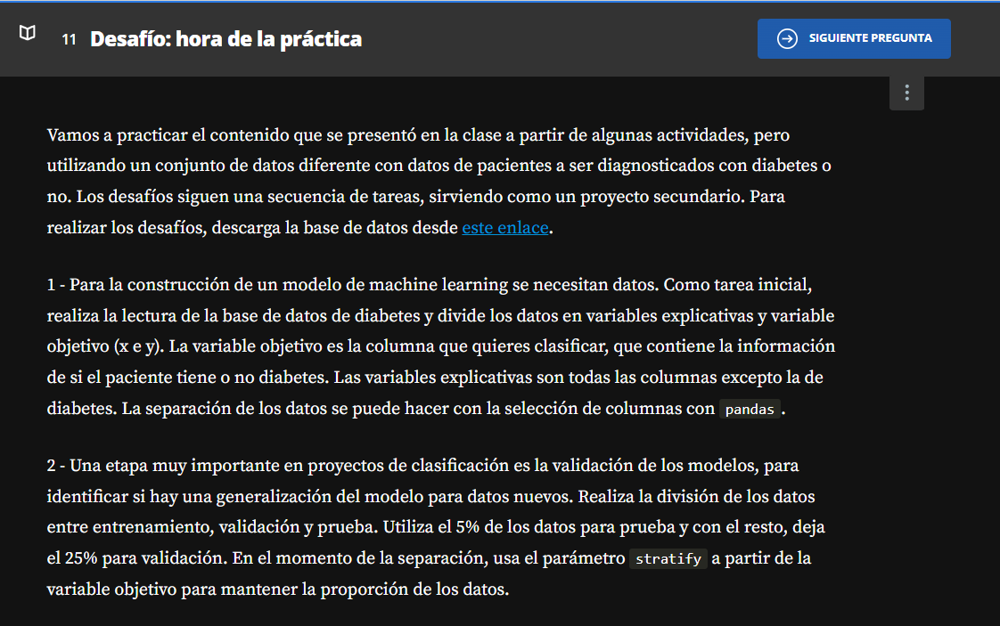 11 Desafío: hora de la práctica
SIGUIENTE PREGUNTA
Vamos a practicar el contenido que se presentó en la clase a partir de algunas actividades, pero
utilizando un conjunto de datos diferente con datos de pacientes a ser diagnosticados con diabetes o
no. Los desafíos siguen una secuencia de tareas, sirviendo como un proyecto secundario. Para
realizar los desafíos, descarga la base de datos desde este enlace.
1 - Para la construcción de un modelo de machine learning se necesitan datos. Como tarea inicial,
realiza la lectura de la base de datos de diabetes y divide los datos en variables explicativas y variable
objetivo (x e y). La variable objetivo es la columna que quieres clasificar, que contiene la información
de si el paciente tiene o no diabetes. Las variables explicativas son todas las columnas excepto la de
diabetes. La separación de los datos se puede hacer con la selección de columnas con pandas.
2 - Una etapa muy importante en proyectos de clasificación es la validación de los modelos, para
identificar si hay una generalización del modelo para datos nuevos. Realiza la división de los datos
entre entrenamiento, validación y prueba. Utiliza el 5% de los datos para prueba y con el resto, deja
el 25% para validación. En el momento de la separación, usa el parámetro stratify a partir de la
variable objetivo para mantener la proporción de los datos.